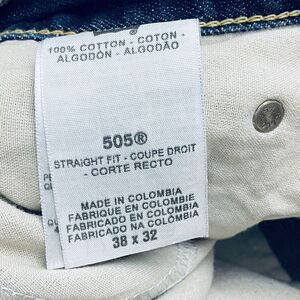 100% COTTON - COTON -
ALGODÓN - ALGODÃO
505®
STRAIGHT FIT - COUPE DROIT
- CORTE RECTO
MADE IN COLOMBIA
FABRIQUE EN COLOMBIE
FABRICADO EN COLOMBIA
FABRICADO NA COLÔMBIA
38 X 32